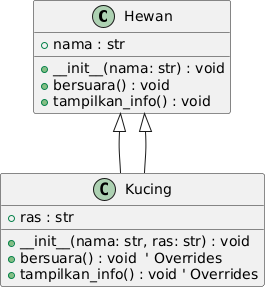 C Hewan
nama : str
__init__(nama: str) : void
bersuara() : void
tampilkan_info() : void
C Kucing
ras : str
__init__(nama: str, ras: str) : void
bersuara() : void  ' Overrides
tampilkan_info() : void ' Overrides